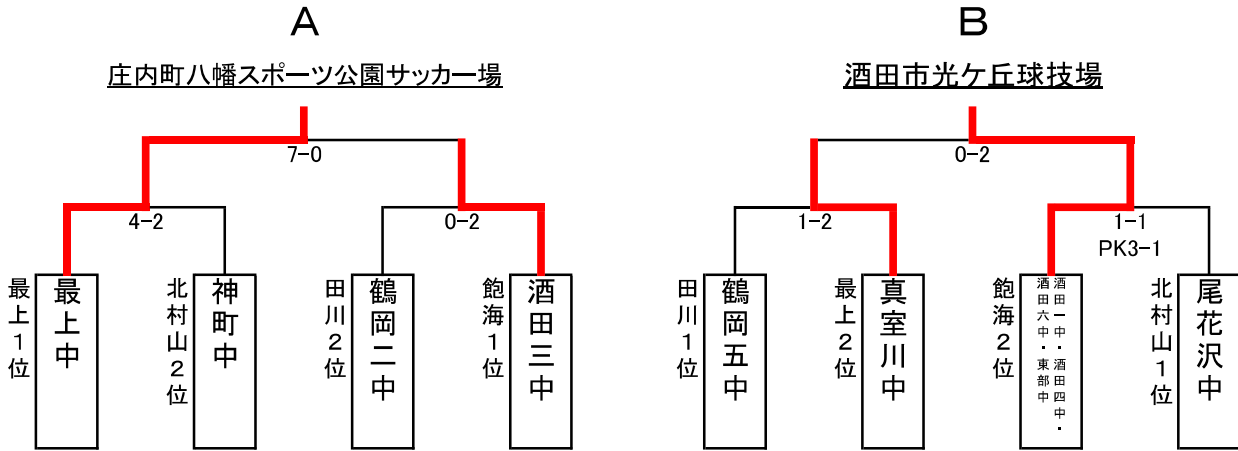 A
庄内町八幡スポーツ公園サッカー場
7-0
4-2
0-2
最上1位
最上中
北村山2位
神町中
田川2位
鶴岡二中
飽海1位
酒田三中
B
酒田市光ケ丘球技場
0-2
1-2
1-1
PK3-1
田川1位
鶴岡五中
最上2位
真室川中
飽海2位
酒田一中・酒田四中・
酒田六中・東部中
北村山1位
尾花沢中